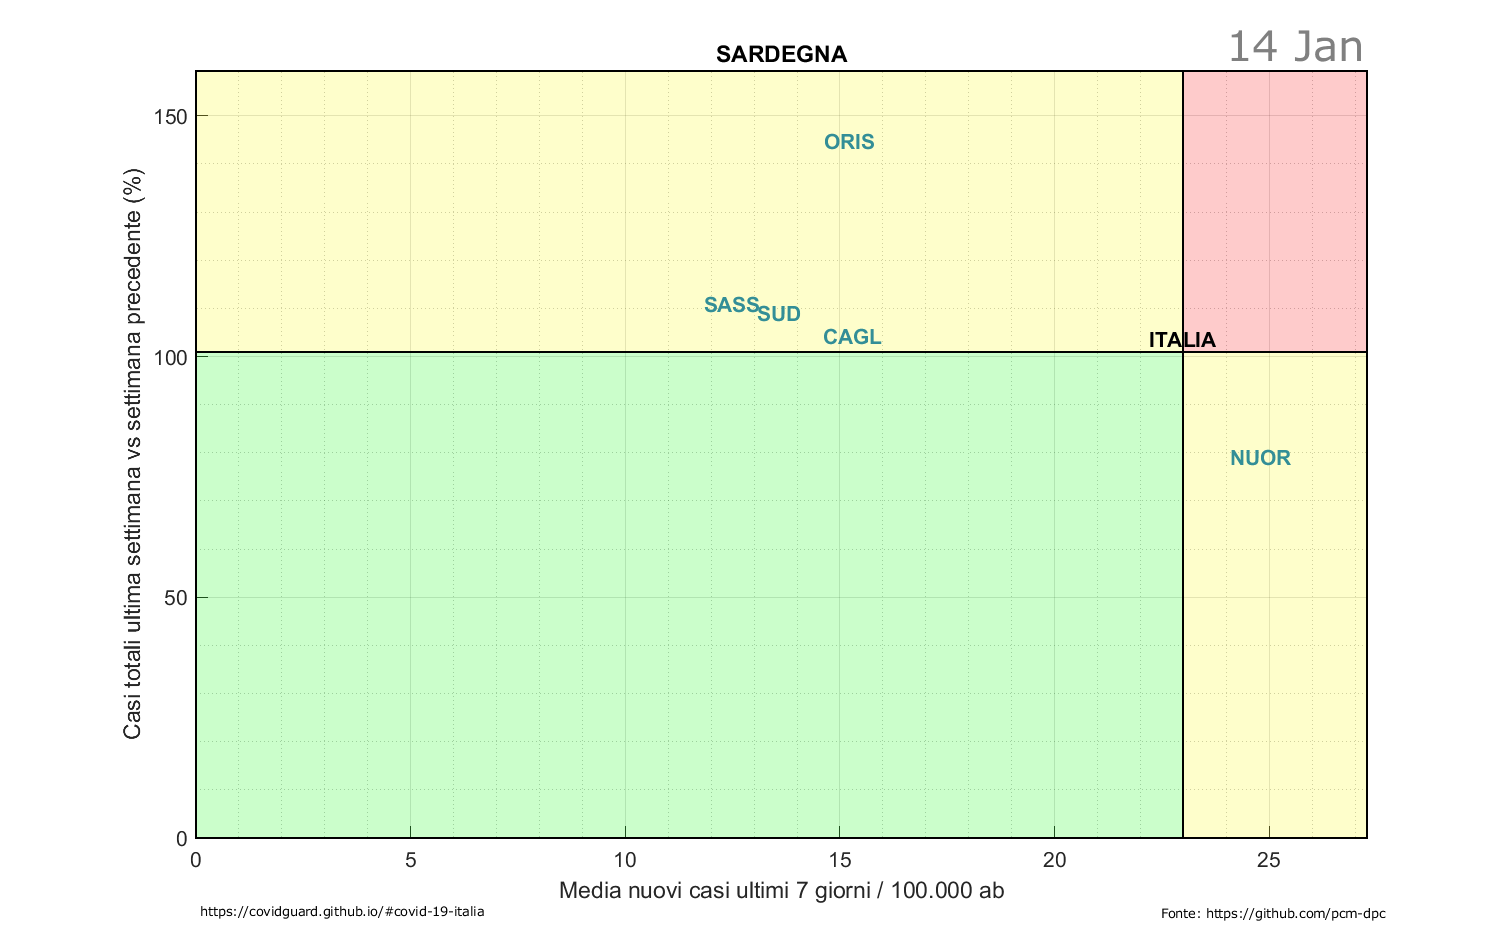 14 Jan
SARDEGNA
Casi totali ultima settimana vs settimana precedente (%)
150
100
50
0
ORIS
SASS
SUD
CAGL
ITALIA
NUOR
0 5 10 15 20 25
Media nuovi casi ultimi 7 giorni / 100.000 ab
https://covidguard.github.io/#covid-19-italia
Fonte: https://github.com/pcm-dpc